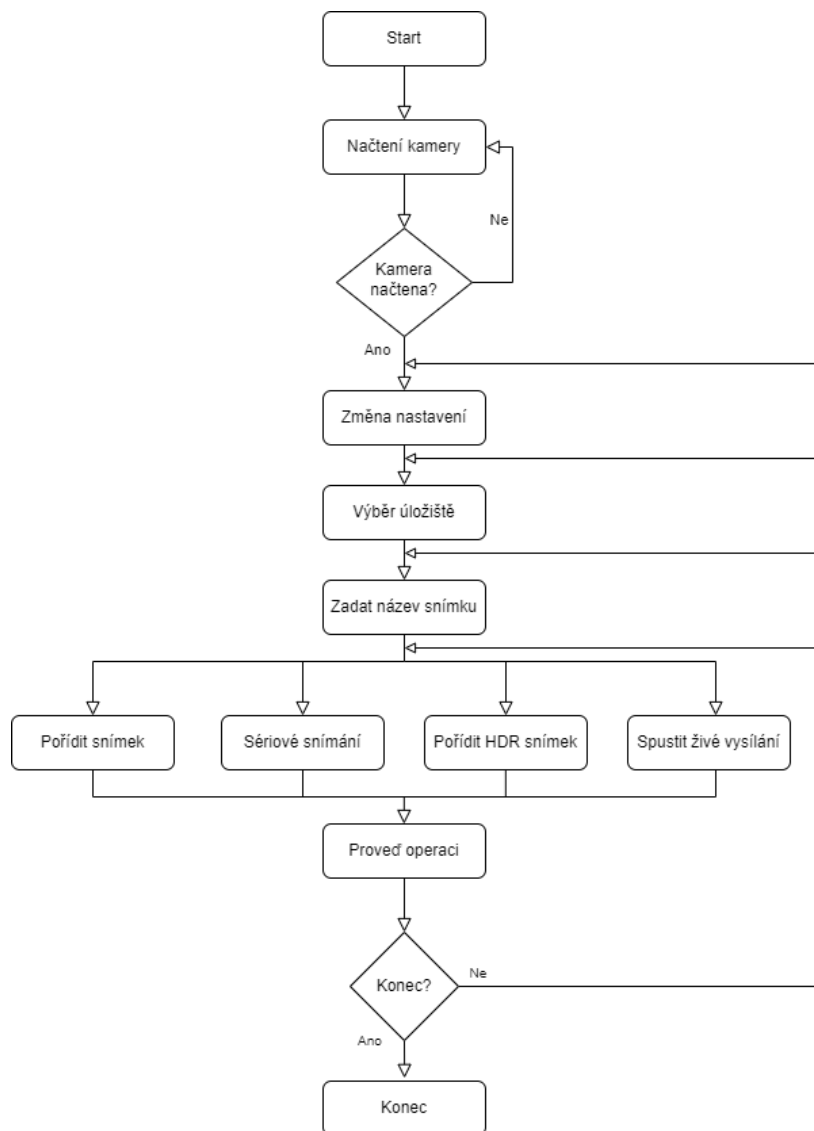 Start
Načtení kamery
Ne
Kamera
načtena?
Ano
Změna nastavení
Výběr úložiště
Zadat název snímku
Pořídit snímek
Sériové snímání
Pořídit HDR snímek
Spustit živé vysílání
Proveď operaci
Konec?
Ne
Ano
Konec